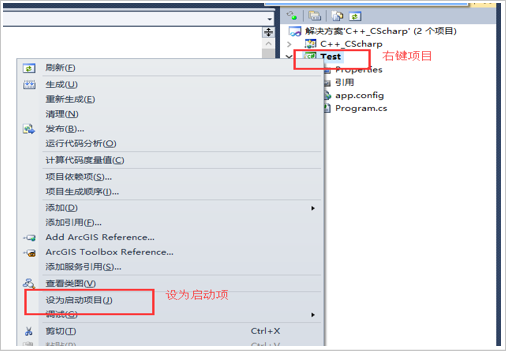 解决方案'C++_CScharp' (2 个项目)
C++_CScharp
Test
右键项目
Properties
引用
app.config
Program.cs
刷新(F)
生成(U)
重新生成(E)
清理(N)
发布(B)...
运行代码分析(O)
计算代码度量值(C)
项目依赖项(S)...
项目生成顺序(I)...
添加(D)
添加引用(F)...
Add ArcGIS Reference...
ArcGIS Toolbox Reference...
添加服务引用(S)...
查看类图(V)
设为启动项目(J)
设为启动项
调试(G)
剪切(T) Ctrl+X
粘贴(P) Ctrl+V